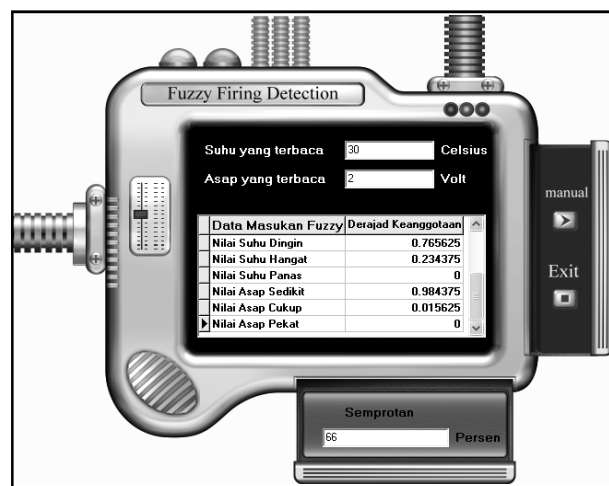 Fuzzy Firing Detection
Suhu yang terbaca 30 Celsius
Asap yang terbaca 2 Volt
Data Masukan Fuzzy Derajad Keanggotaan
Nilai Suhu Dingin 0.765625
Nilai Suhu Hangat 0.234375
Nilai Suhu Panas 0
Nilai Asap Sedikit 0.984375
Nilai Asap Cukup 0.015625
Nilai Asap Pekat 0
manual
Exit
Semprotan
66 Persen